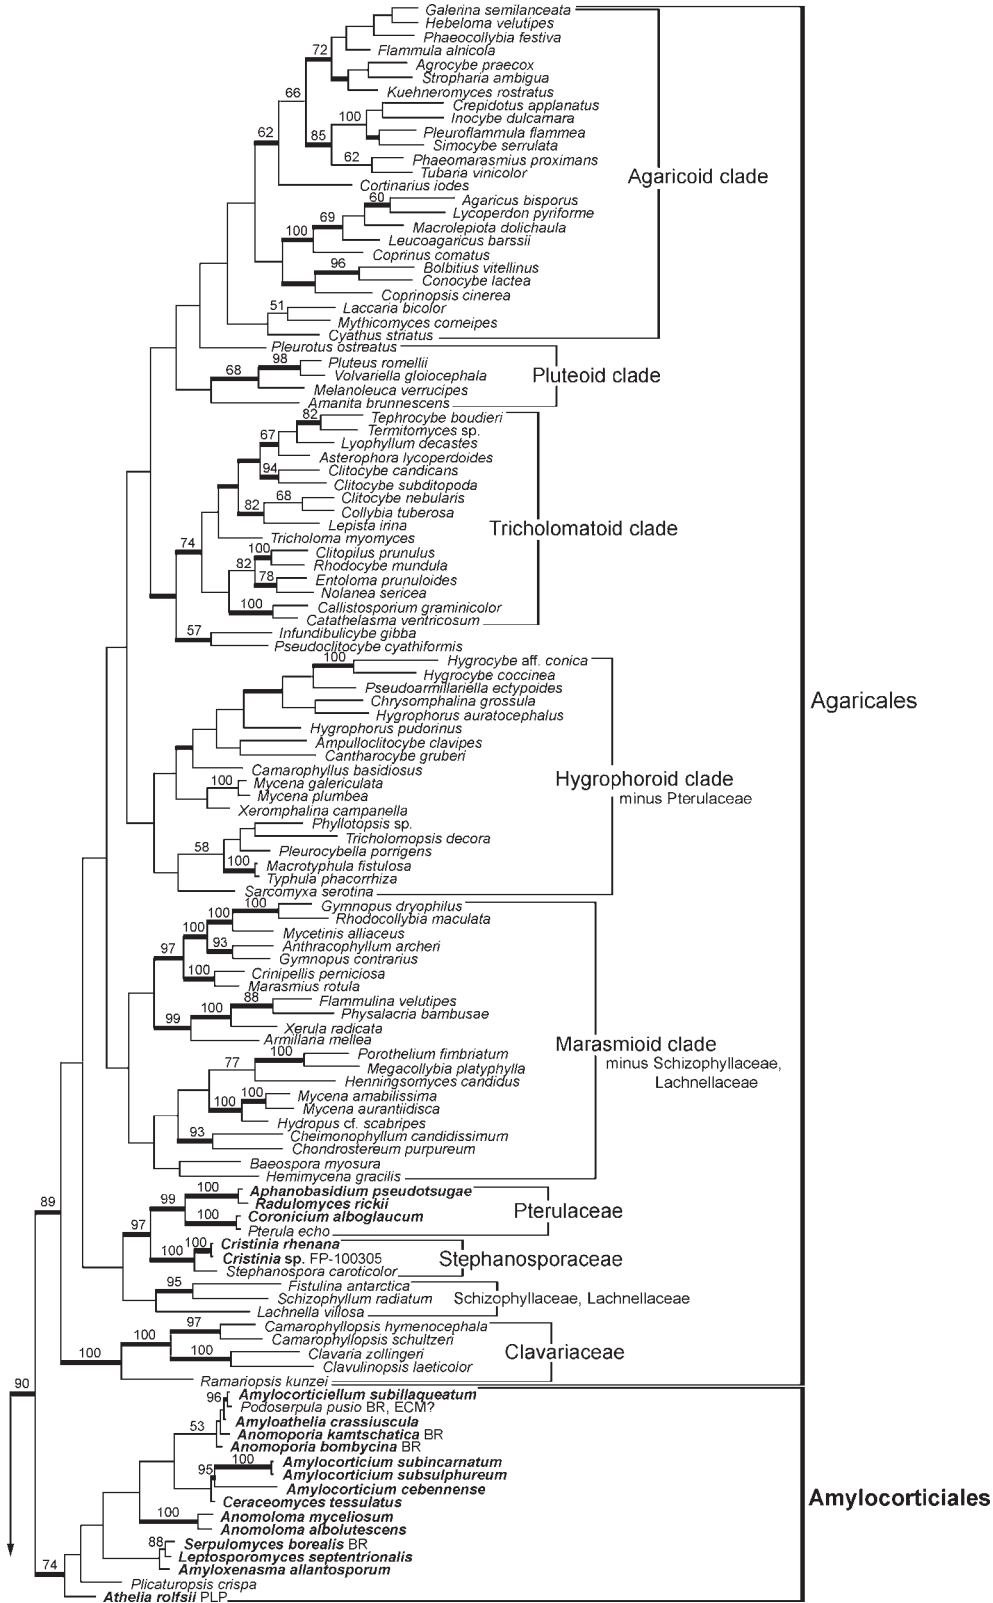 Galerina semilanceata
Hebeloma velutipes
Phaeocollybia festiva
72
Flammula alnicola
Agrocybe praecox
Stropharia ambigua
Kuehneromyces rostratus
66
Crepidotus applanatus
100
Inocybe dulcamara
62
85
Pleuroflammula flammea
Simocybe serrulata
62
Phaeomarasmius proximans
Tubaria vinicolor
Agaricoid clade
Cortinarius iodes
60
Agaricus bisporus
Lycoperdon pyriforme
69
Macrolepiota dolichaula
100
Leucoagaricus barssii
Coprinus comatus
96
Bolbitius vitellinus
Conocybe lactea
Coprinopsis cinerea
51
Laccaria bicolor
Mythicomyces corneipes
Cyathus striatus
Pleurotus ostreatus
98
Pluteus romellii
68
Volvariella gloiocephala
Pluteoid clade
Melanoleuca verrucipes
Amanita brunnescens
82
Tephrocybe boudieri
Termitomyces sp.
67
Lyophyllum decastes
Asterophora lycoperdoides
94
Clitocybe candicans
Clitocybe subditopoda
68
Clitocybe nebularis
82
Collybia tuberosa
Lepista irina
Tricholomatoid clade
Tricholoma myomyces
74
100
Clitopilus prunulus
82
Rhodocybe mundula
78
Entoloma prunuloides
Nolanea sericea
100
Callistosporium graminicolor
Catathelasma ventricosum
57
Infundibulicybe gibba
Pseudoclitocybe cyathiformis
100
Hygrocybe aff. conica
Hygrocybe coccinea
Pseudoarmillariella ectypoides
Chrysomphalina grossula
Agaricales
Hygrophorus auratocephalus
Hygrophorus pudorinus
Ampulloclitocybe clavipes
Cantharocybe gruberi
Camarophyllus basidiosus
Hygrophoroid clade
minus Pterulaceae
100
Mycena galericulata
Mycena plumbea
Xeromphalina campanella
Phyllotopsis sp.
Tricholomopsis decora
58
Pleurocybella porrigens
100
Macrotyphula fistulosa
Typhula phacorrhiza
Sarcomyxa serotina
100
Gymnopus dryophilus
100
Rhodocollybia maculata
100
Mycetinis alliaceus
93
Anthracophyllum archeri
97
Gymnopus contrarius
100
Crinipellis perniciosa
Marasmius rotula
88
Flammulina velutipes
100
Physalacria bambusae
99
Xerula radicata
Armillaria mellea
Marasmioid clade
minus Schizophyllaceae,
Lachnellaceae
100
Porothelium fimbriatum
77
Megacollybia platyphylla
Henningsomyces candidus
100
Mycena amabilissima
100
Mycena aurantiidisca
Hydropus cf. scabripes
93
Cheimonophyllum candidissimum
Chondrostereum purpureum
Baeospora myosura
Hemimycena gracilis
89
100
Aphanobasidium pseudotsugae
99
Radulomyces rickii
Pterulaceae
100
Coronicium alboglaucum
97
Pterula echo
100
Cristinia rhenana
100
Cristinia sp. FP-100305
Stephanosporaceae
Stephanospora caroticolor
95
Fistulina antarctica
Schizophyllum radiatum
Schizophyllaceae, Lachnellaceae
Lachnella villosa
97
Camarophyllopsis hymenocephala
100
Camarophyllopsis schultzeri
100
100
Clavaria zollingeri
Clavariaceae
Clavulinopsis laeticolor
Ramariopsis kunzei
90
96
Amylocorticiellum subillaqueatum
Podoserpula pusio BR, ECM?
Amyloathelia crassiuscula
53
Anomoporia kamtschatica BR
Anomoporia bombycina BR
100
Amylocorticium subincarnatum
95
Amylocorticium subsulphureum
Amylocorticium cebennense
Amylocorticiales
Ceraceomyces tessulatus
100
Anomoloma myceliosum
Anomoloma albolutescens
88
Serpulomyces borealis BR
Leptosporomyces septentrionalis
74
Amyloxenasma allantosporum
Plicaturopsis crispa
Athelia rolfsii PLP